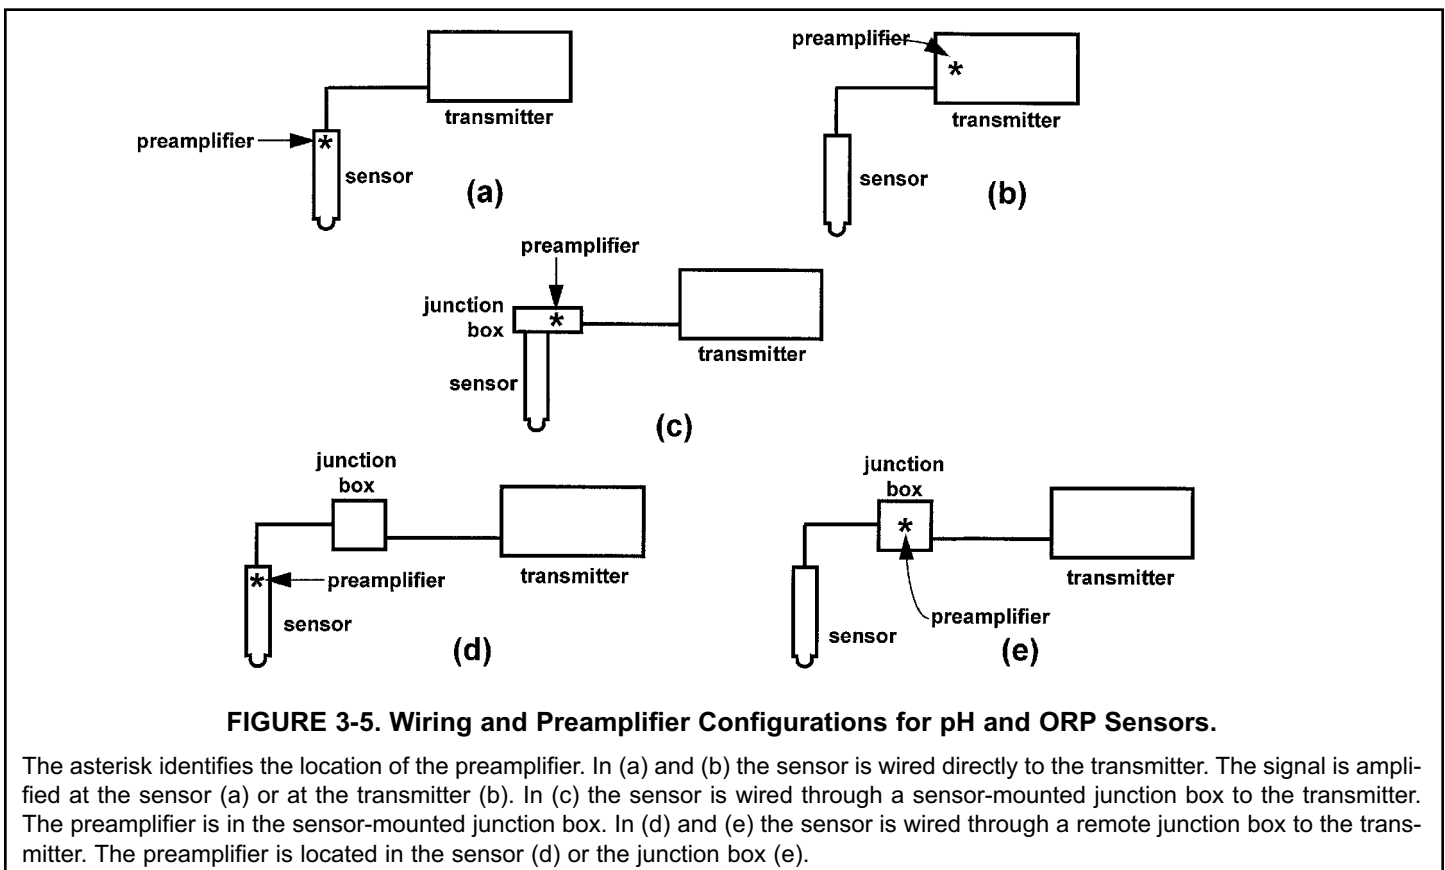 transmitter
preamplifier
*
sensor
(a)
preamplifier
*
transmitter
sensor
(b)
preamplifier
junction
box
*
transmitter
sensor
(c)
junction
box
*
preamplifier
transmitter
sensor
(d)
junction
box
*
preamplifier
transmitter
sensor
(e)
FIGURE 3-5. Wiring and Preamplifier Configurations for pH and ORP Sensors.
The asterisk identifies the location of the preamplifier. In (a) and (b) the sensor is wired directly to the transmitter. The signal is ampli-
fied at the sensor (a) or at the transmitter (b). In (c) the sensor is wired through a sensor-mounted junction box to the transmitter.
The preamplifier is in the sensor-mounted junction box. In (d) and (e) the sensor is wired through a remote junction box to the trans-
mitter. The preamplifier is located in the sensor (d) or the junction box (e).